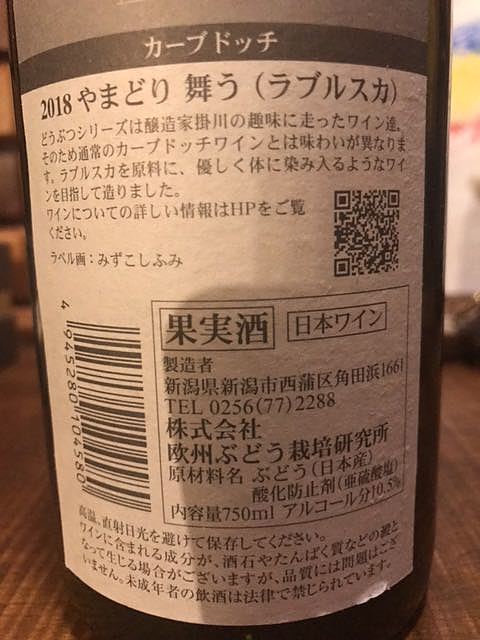 カーブドッチ
2018 やまどり 舞う (ラブルスカ)
どうぶつシリーズは醸造家掛川の趣味に走ったワイン達。
そのため通常のカーブドッチワインとは味わいが異なりま
す。ラブルスカを原料に、優しく体に染み入るようなワイ
ンを目指して造りました。
ワインについての詳しい情報はHPをご覧
ください。
ラベル画：みずこしふみ
果実酒 日本ワイン
製造者
新潟県新潟市西蒲区角田浜1661
TEL 0256(77)2288
株式会社
欧州ぶどう栽培研究所
原材料名 ぶどう(日本産)
酸化防止剤(亜硫酸塩)
内容量750ml アルコール分10.5%
4 945280 104580
高温、直射日光を避けて保存してください。
ワインに含まれる成分が、酒石やたんぱく質などの澱と
なって生じる場合がございますが、品質には問題はござ
いません。未成年者の飲酒は法律で禁じられています。